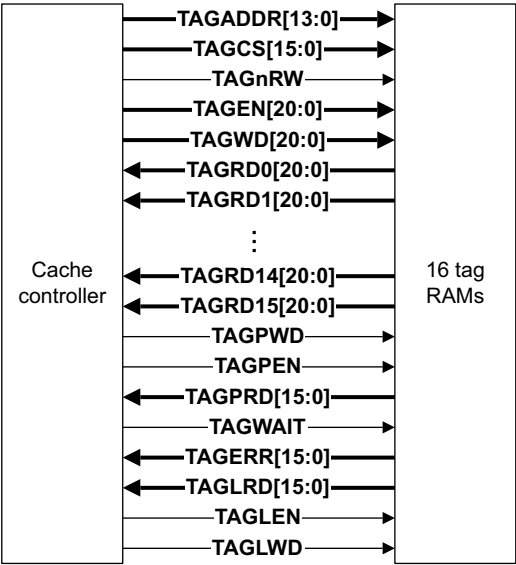 TAGADDR[13:0]
TAGCS[15:0]
TAGnRW
TAGEN[20:0]
TAGWD[20:0]
TAGRD0[20:0]
TAGRD1[20:0]
⋮
Cache
controller
TAGRD14[20:0]
16 tag
RAMs
TAGRD15[20:0]
TAGPWD
TAGPEN
TAGPRD[15:0]
TAGWAIT
TAGERR[15:0]
TAGLRD[15:0]
TAGLEN
TAGLWD